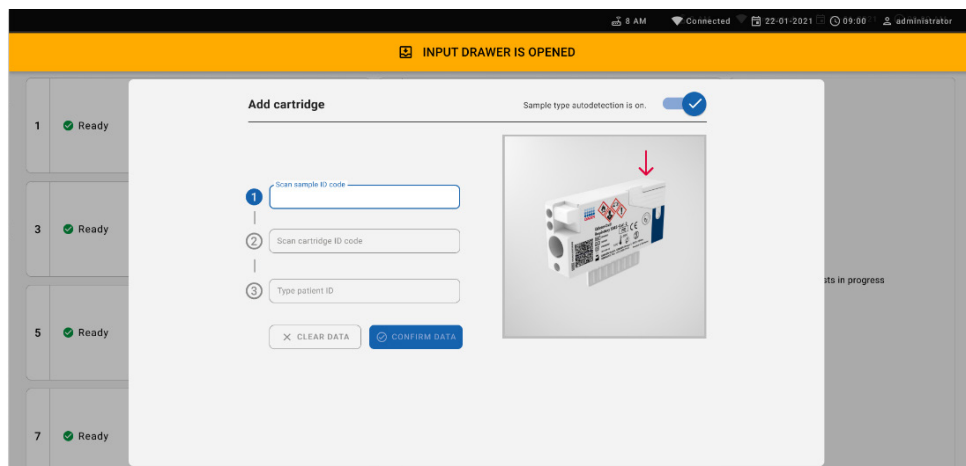 8 AM
Connected
22-01-2021
09:00
administrator
INPUT DRAWER IS OPENED
Add cartridge
Sample type autodetection is on.
1 Ready
3 Ready
5 Ready
7 Ready
1 Scan sample ID code
2 Scan cartridge ID code
3 Type patient ID
CLEAR DATA
CONFIRM DATA
sts in progress